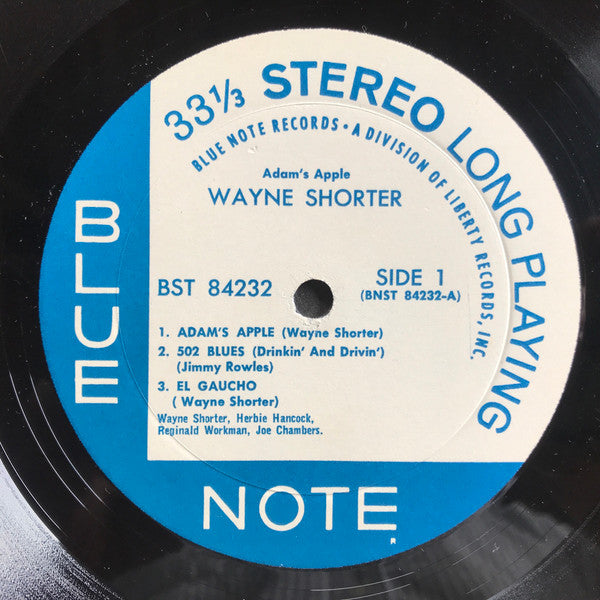 33 1/3 STEREO LONG PLAYING
BLUE NOTE RECORDS • A DIVISION OF LIBERTY RECORDS, INC.
Adam's Apple
WAYNE SHORTER
BST 84232
SIDE 1
(BNST 84232-A)
1. ADAM'S APPLE (Wayne Shorter)
2. 502 BLUES (Drinkin' And Drivin')
(Jimmy Rowles)
3. EL GAUCHO
( Wayne Shorter)
Wayne Shorter, Herbie Hancock,
Reginald Workman, Joe Chambers.
BLUE
NOTE
R